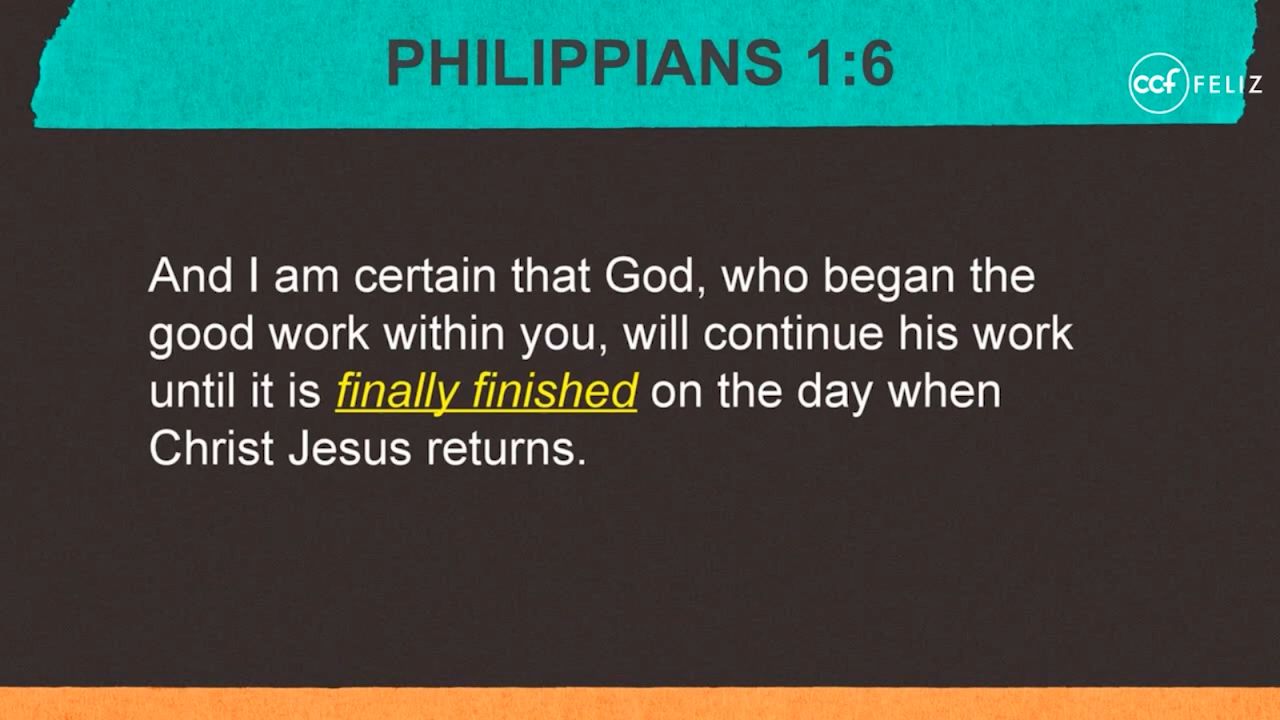 PHILIPPIANS 1:6
ccf FELIZ
And I am certain that God, who began the
good work within you, will continue his work
until it is finally finished on the day when
Christ Jesus returns.